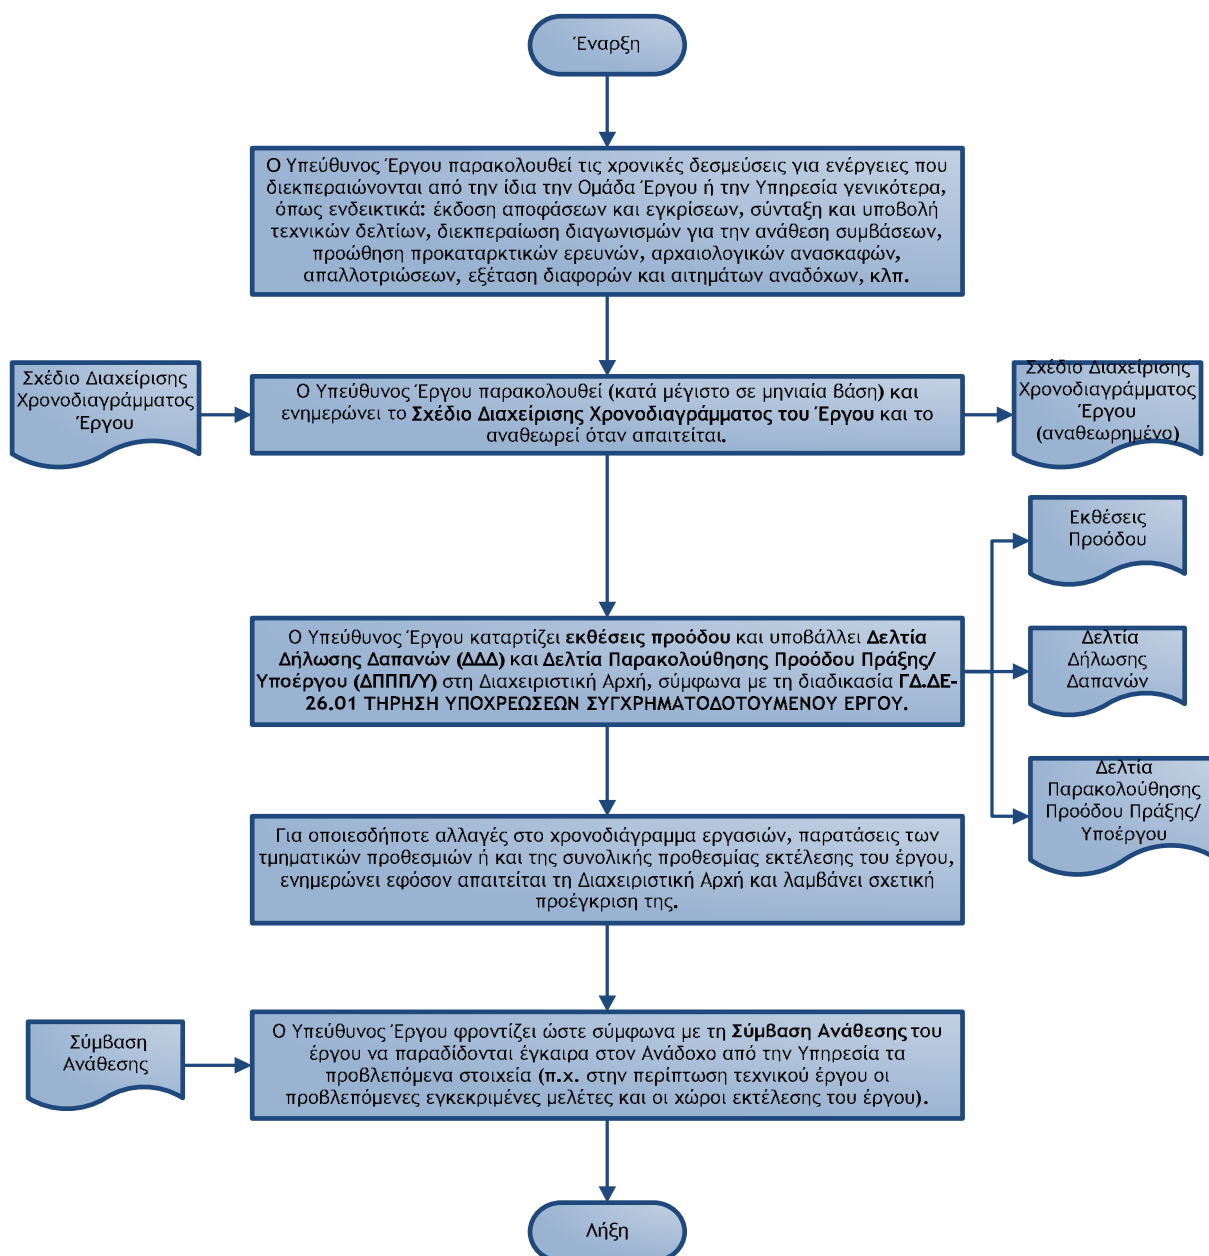 Έναρξη
Ο Υπεύθυνος Έργου παρακολουθεί τις χρονικές δεσμεύσεις για ενέργειες που
διεκπεραιώνονται από την ίδια την Ομάδα Έργου ή την Υπηρεσία γενικότερα,
όπως ενδεικτικά: έκδοση αποφάσεων και εγκρίσεων, σύνταξη και υποβολή
τεχνικών δελτίων, διεκπεραίωση διαγωνισμών για την ανάθεση συμβάσεων,
προώθηση προκαταρκτικών ερευνών, αρχαιολογικών ανασκαφών,
απαλλοτριώσεων, εξέταση διαφορών και αιτημάτων αναδόχων, κλπ.
Σχέδιο Διαχείρισης
Χρονοδιαγράμματος
Έργου
Ο Υπεύθυνος Έργου παρακολουθεί (κατά μέγιστο σε μηνιαία βάση) και
ενημερώνει το Σχέδιο Διαχείρισης Χρονοδιαγράμματος του Έργου και το
αναθεωρεί όταν απαιτείται.
Σχέδιο Διαχείρισης
Χρονοδιαγράμματος
Έργου
(αναθεωρημένο)
Εκθέσεις
Προόδου
Ο Υπεύθυνος Έργου καταρτίζει εκθέσεις προόδου και υποβάλλει Δελτία
Δήλωσης Δαπανών (ΔΔΔ) και Δελτία Παρακολούθησης Προόδου Πράξης/
Υποέργου (ΔΠΠΠ/Υ) στη Διαχειριστική Αρχή, σύμφωνα με τη διαδικασία ΓΔ.ΔΕ-
26.01 ΤΗΡΗΣΗ ΥΠΟΧΡΕΩΣΕΩΝ ΣΥΓΧΡΗΜΑΤΟΔΟΤΟΥΜΕΝΟΥ ΕΡΓΟΥ.
Δελτία
Δήλωσης
Δαπανών
Δελτία
Παρακολούθησης
Προόδου Πράξης/
Υποέργου
Για οποιεσδήποτε αλλαγές στο χρονοδιάγραμμα εργασιών, παρατάσεις των
τμηματικών προθεσμιών ή και της συνολικής προθεσμίας εκτέλεσης του έργου,
ενημερώνει εφόσον απαιτείται τη Διαχειριστική Αρχή και λαμβάνει σχετική
προέγκριση της.
Σύμβαση
Ανάθεσης
Ο Υπεύθυνος Έργου φροντίζει ώστε σύμφωνα με τη Σύμβαση Ανάθεσης του
έργου να παραδίδονται έγκαιρα στον Ανάδοχο από την Υπηρεσία τα
προβλεπόμενα στοιχεία (π.χ. στην περίπτωση τεχνικού έργου οι
προβλεπόμενες εγκεκριμένες μελέτες και οι χώροι εκτέλεσης του έργου).
Λήξη